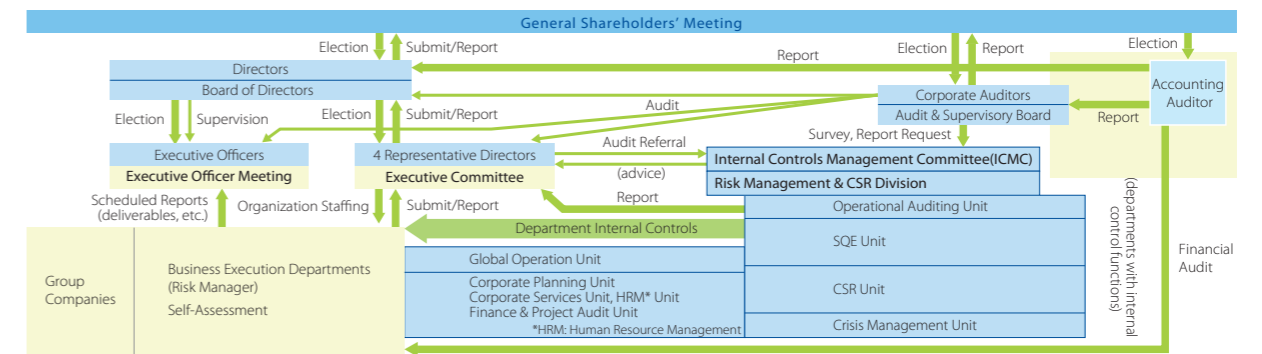 General Shareholders' Meeting
Election
Submit/Report
Report
Election
Report
Election
Directors
Board of Directors
Accounting
Auditor
Corporate Auditors
Audit & Supervisory Board
Election
Supervision
Election
Submit/Report
Audit
Report
Survey, Report Request
Executive Officers
Executive Officer Meeting
4 Representative Directors
Executive Committee
Audit Referral
(advice)
Internal Controls Management Committee(ICMC)
Risk Management & CSR Division
Scheduled Reports
(deliverables, etc.)
Organization Staffing
Submit/Report
Report
Operational Auditing Unit
Department Internal Controls
SQE Unit
CSR Unit
Crisis Management Unit
(departments with internal
control functions)
Financial
Audit
Group
Companies
Business Execution Departments
(Risk Manager)
Self-Assessment
Global Operation Unit
Corporate Planning Unit
Corporate Services Unit, HRM* Unit
Finance & Project Audit Unit
*HRM: Human Resource Management